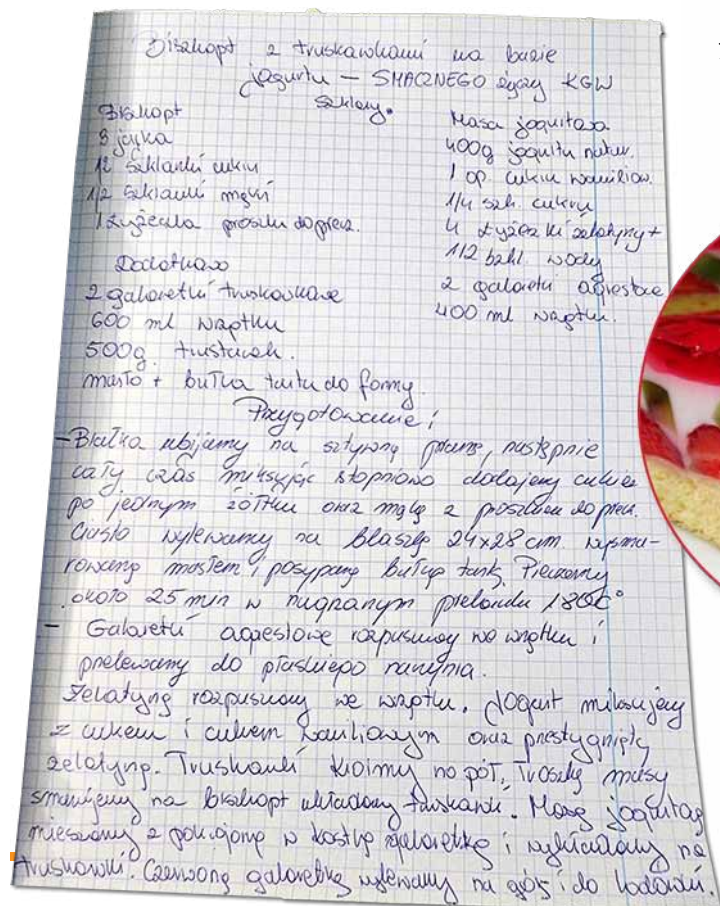 Biszkopt z truskawkami na bazie
jogurtu – SMACZNEGO życzy KGW
Szklary.
Biszkopt
3 jajka
1/2 szklanki cukru
1/2 szklanki mąki
1 łyżeczka proszku do piecz.
Dodatkowo
2 galaretki truskawkowe
600 ml wrzątku
500g. truskawek.
masło + bułka tarta do formy.
Masa jogurtowa
400g jogurtu natur.
1 op. cukru waniliow.
1/4 szk. cukru
4 łyżeczki żelatyny +
1/2 szkl. wody
2 galaretki agrestowe
400 ml wrzątku.
Przygotowanie:
– Białka ubijamy na sztywną pianę, następnie
cały czas miksując stopniowo dodajemy cukier
po jednym żółtku oraz mąkę z proszkiem do piecz.
Ciasto wylewamy na blaszkę 24x28 cm. wysma-
rowaną masłem i posypaną bułką tartą. Pieczemy
około 25 min w nagrzanym piekarniku 180C°
– Galaretki agrestowe rozpuszczamy we wrzątku i
przelewamy do płaskiego naczynia.
Żelatynę rozpuszczamy we wrzątku. Jogurt miksujemy
z cukrem i cukrem waniliowym oraz przestygniętą
żelatyną. Truskawki kroimy na pół. Troszkę masy
smarujemy na biszkopt układamy truskawki. Masę jogurtową
mieszamy z pokrojoną w kostkę galaretką i wykładamy na
truskawki. Czerwoną galaretkę wylewamy na górę i do lodówki.